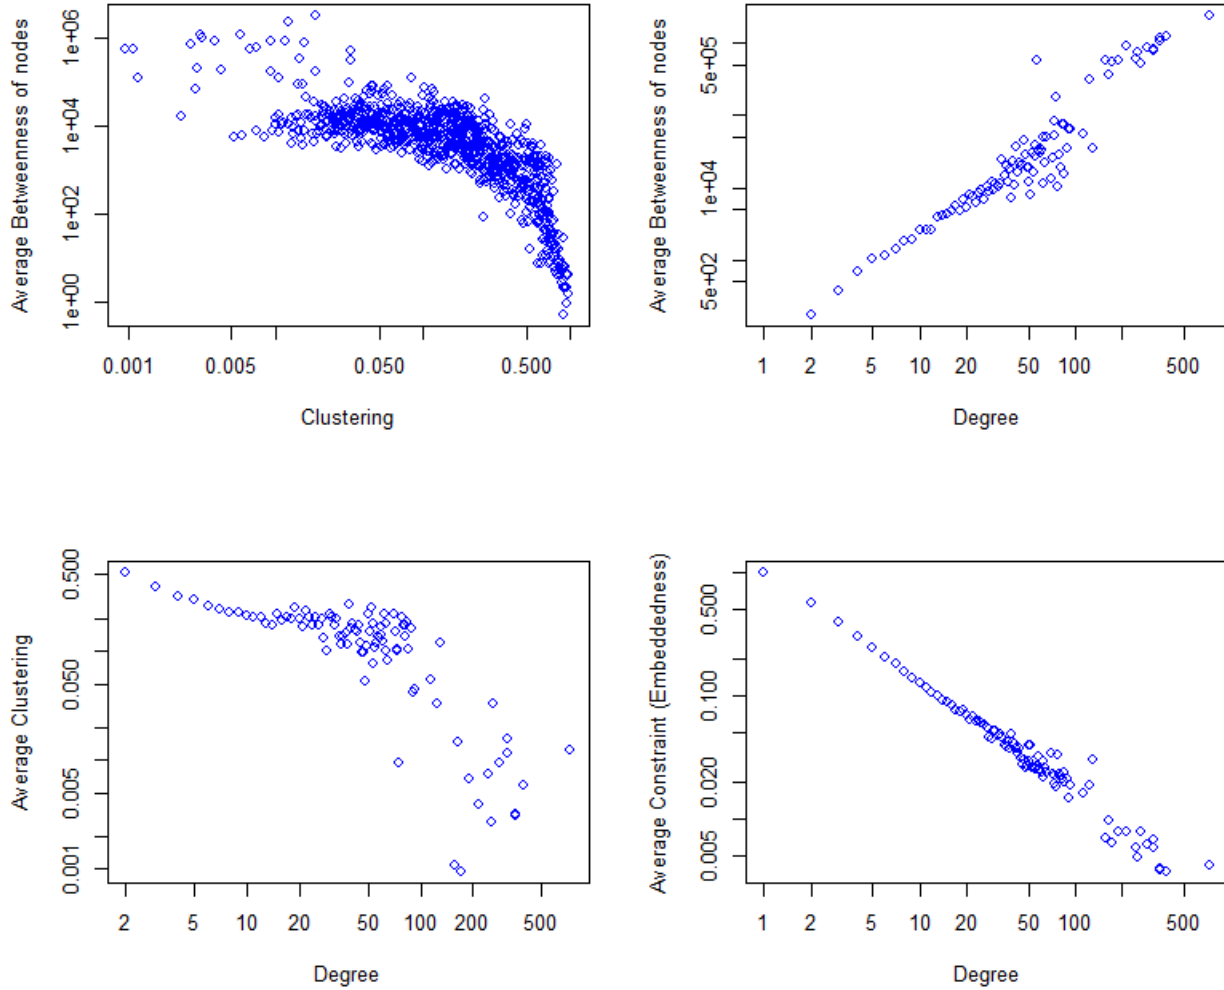 Average Betweenness of nodes
1e+06
1e+04
1e+02
1e+00
0.001 0.005 0.050 0.500
Clustering
Average Betweenness of nodes
5e+05
1e+04
5e+02
1 2 5 10 20 50 100 500
Degree
Average Clustering
0.500
0.050
0.005
0.001
2 5 10 20 50 100 200 500
Degree
Average Constraint (Embeddedness)
0.500
0.100
0.020
0.005
1 2 5 10 20 50 100 500
Degree